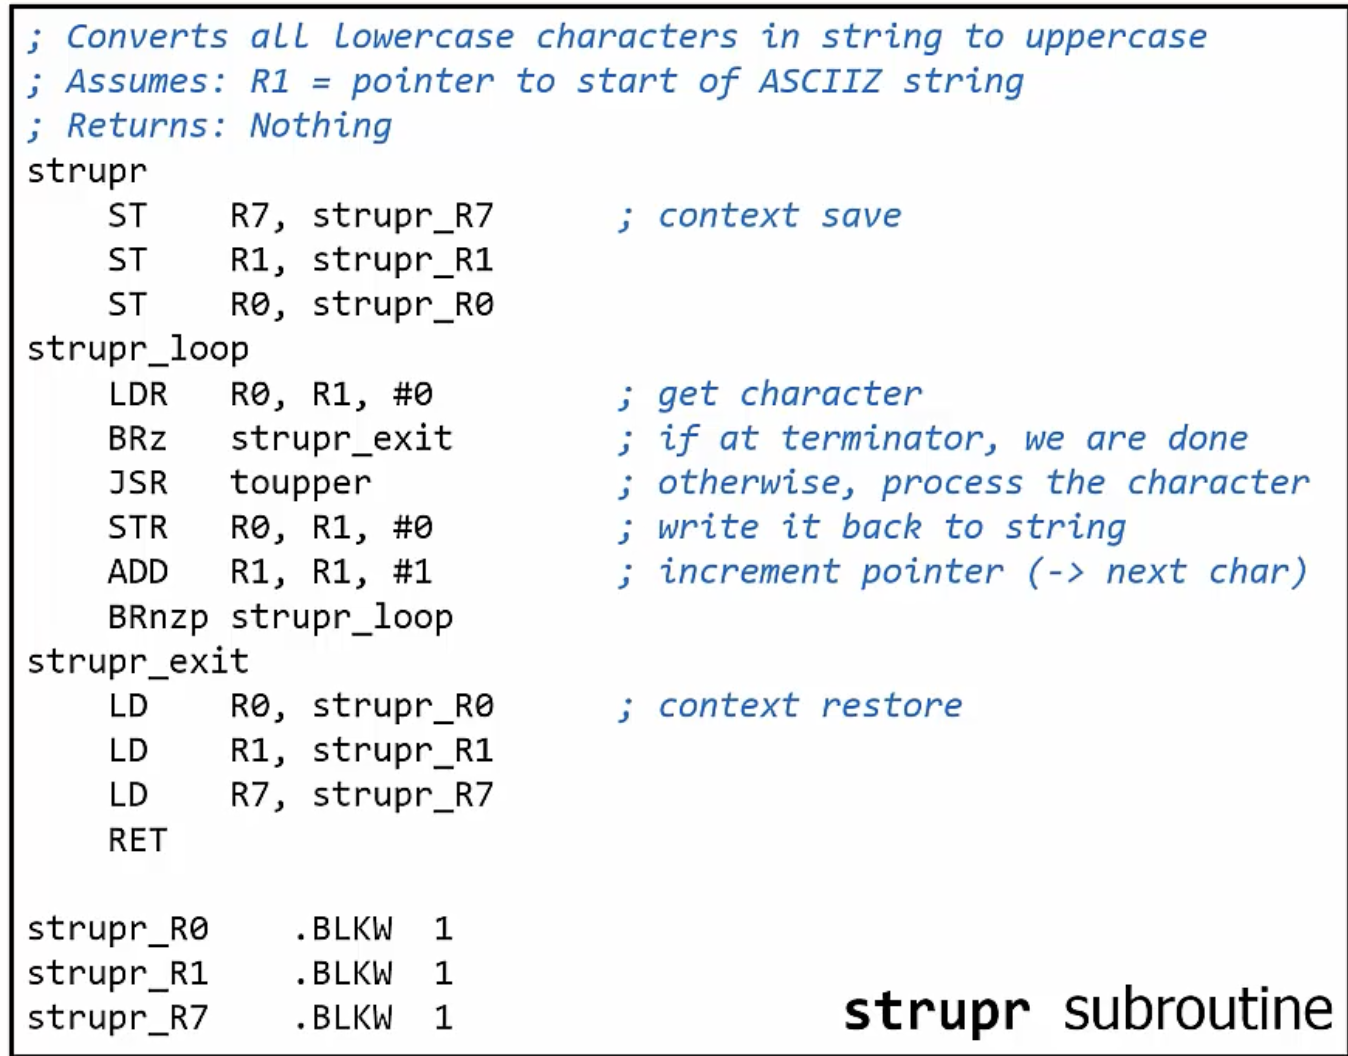 ; Converts all lowercase characters in string to uppercase
; Assumes: R1 = pointer to start of ASCIIZ string
; Returns: Nothing
strupr
    ST    R7, strupr_R7      ; context save
    ST    R1, strupr_R1
    ST    R0, strupr_R0
strupr_loop
    LDR   R0, R1, #0         ; get character
    BRz   strupr_exit        ; if at terminator, we are done
    JSR   toupper            ; otherwise, process the character
    STR   R0, R1, #0         ; write it back to string
    ADD   R1, R1, #1         ; increment pointer (-> next char)
    BRnzp strupr_loop
strupr_exit
    LD    R0, strupr_R0      ; context restore
    LD    R1, strupr_R1
    LD    R7, strupr_R7
    RET
strupr_R0    .BLKW  1
strupr_R1    .BLKW  1
strupr_R7    .BLKW  1
strupr subroutine